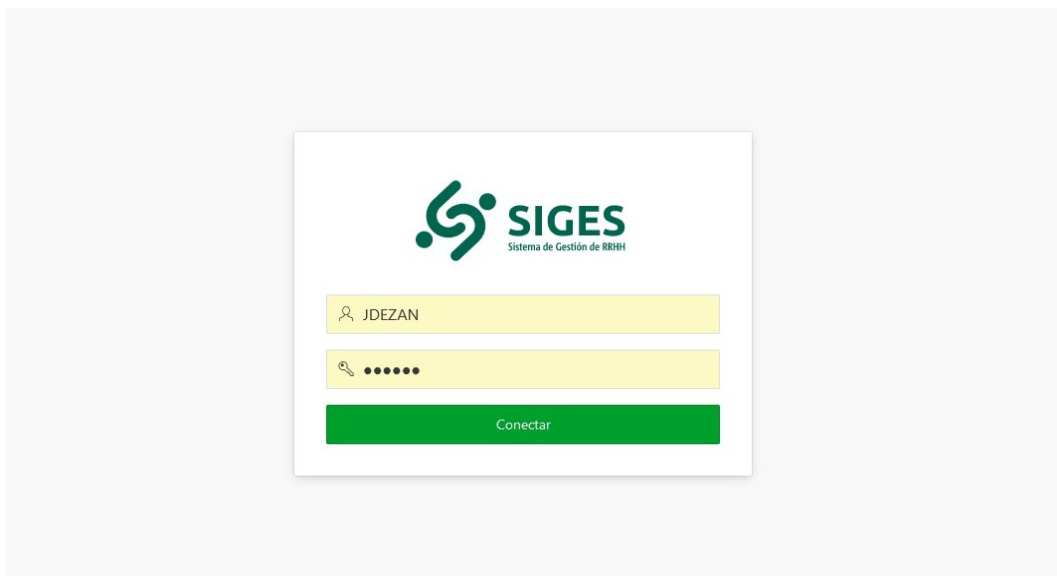 SIGES
Sistema de Gestión de RRHH
JDEZAN
••••••
Conectar